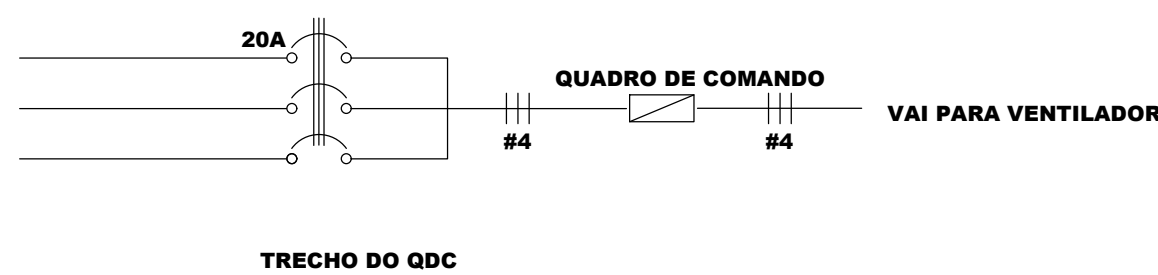 20A
QUADRO DE COMANDO
VAI PARA VENTILADOR
#4
#4
TRECHO DO QDC